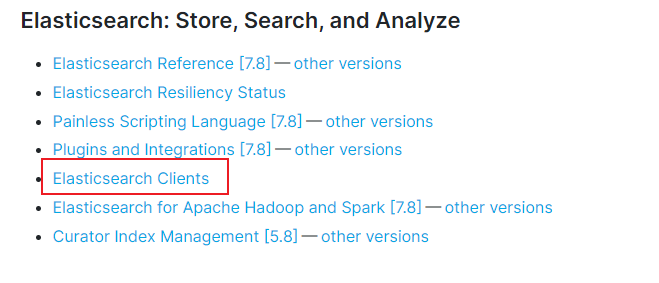 Elasticsearch: Store, Search, and Analyze
Elasticsearch Reference [7.8] — other versions
Elasticsearch Resiliency Status
Painless Scripting Language [7.8] — other versions
Plugins and Integrations [7.8] — other versions
Elasticsearch Clients
Elasticsearch for Apache Hadoop and Spark [7.8] — other versions
Curator Index Management [5.8] — other versions